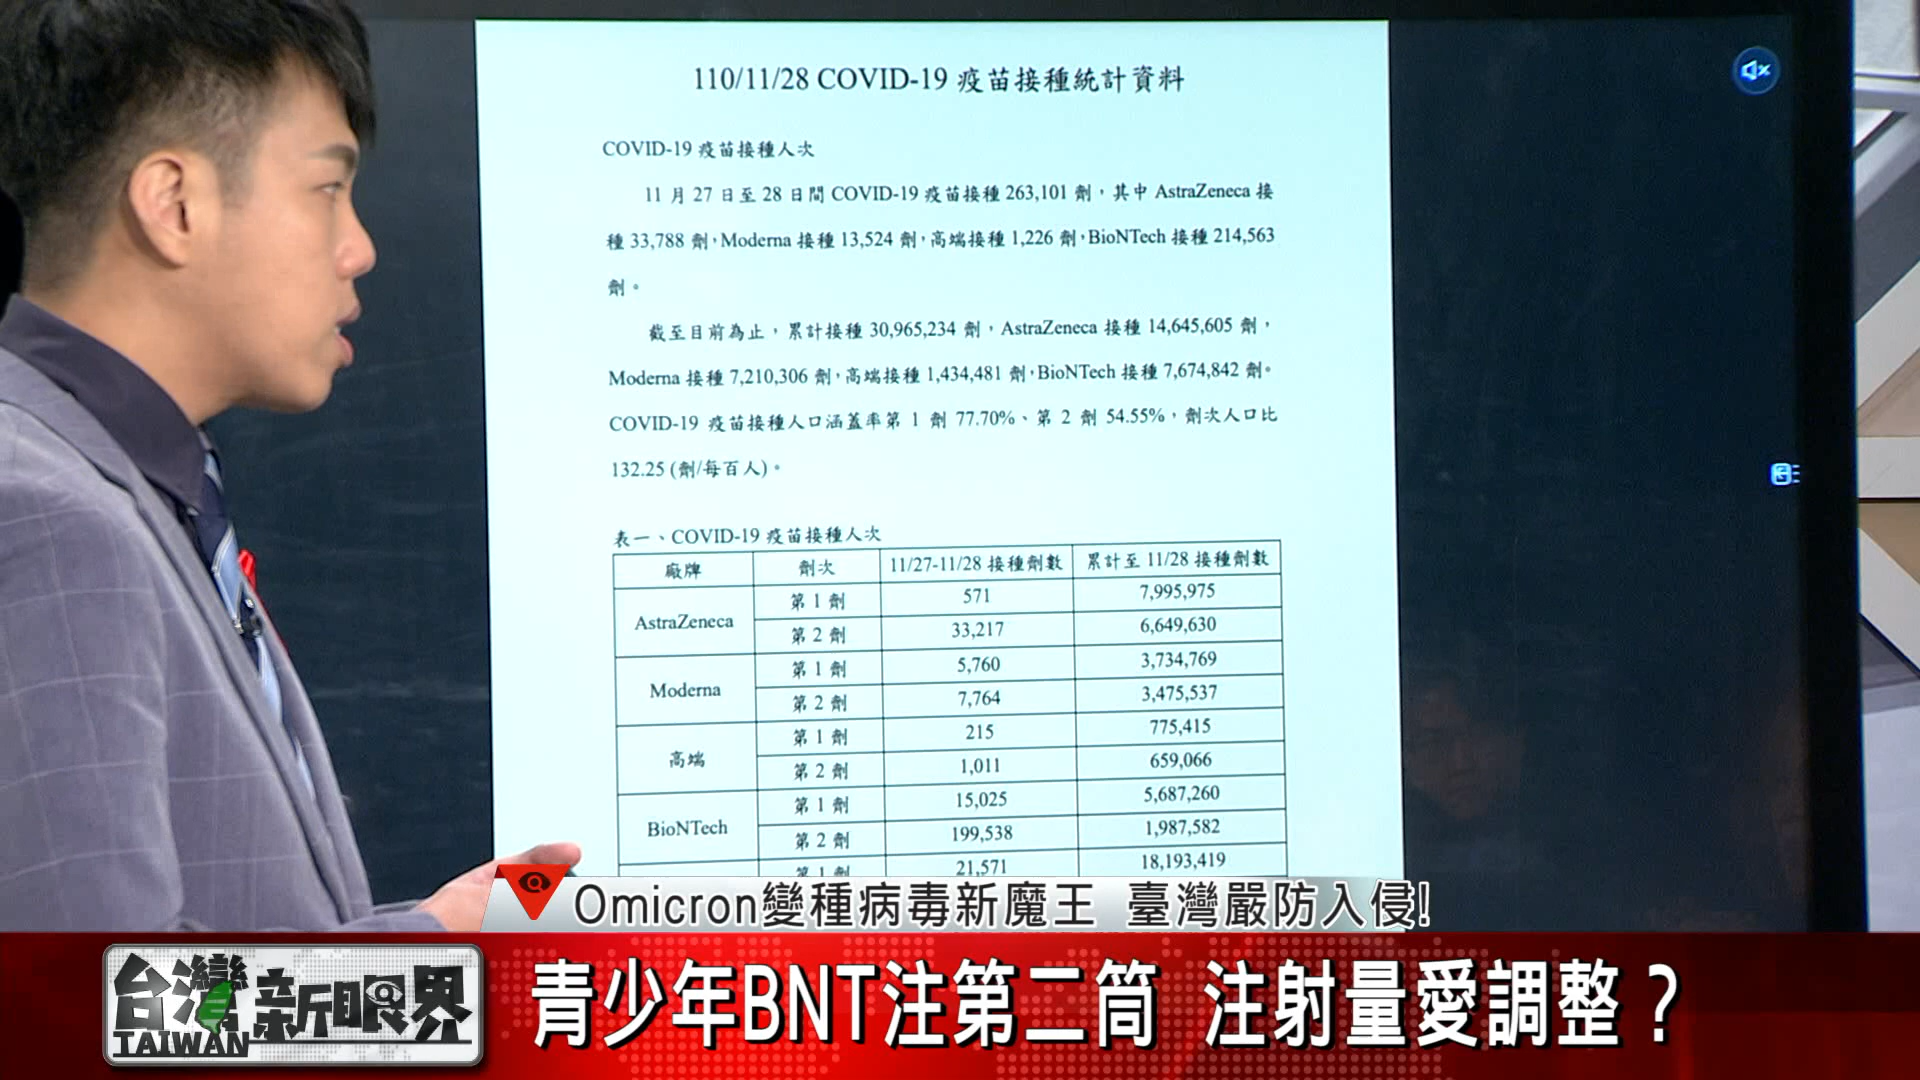 110/11/28 COVID-19 疫苗接種統計資料
COVID-19 疫苗接種人次
11 月 27 日至 28 日間 COVID-19 疫苗接種 263,101 劑，其中 AstraZeneca 接
種 33,788 劑，Moderna 接種 13,524 劑，高端接種 1,226 劑，BioNTech 接種 214,563
劑。
截至目前為止，累計接種 30,965,234 劑，AstraZeneca 接種 14,645,605 劑，
Moderna 接種 7,210,306 劑，高端接種 1,434,481 劑，BioNTech 接種 7,674,842 劑。
COVID-19 疫苗接種人口涵蓋率第 1 劑 77.70%、第 2 劑 54.55%，劑次人口比
132.25 (劑/每百人)。
表一、COVID-19 疫苗接種人次
廠牌 劑次 11/27-11/28 接種劑數 累計至 11/28 接種劑數
AstraZeneca 第 1 劑 571 7,995,975
第 2 劑 33,217 6,649,630
Moderna 第 1 劑 5,760 3,734,769
第 2 劑 7,764 3,475,537
高端 第 1 劑 215 775,415
第 2 劑 1,011 659,066
BioNTech 第 1 劑 15,025 5,687,260
第 2 劑 199,538 1,987,582
第 1 劑 21,571 18,193,419
Omicron變種病毒新魔王 臺灣嚴防入侵!
台灣新眼界
TAIWAN
青少年BNT注第二筒 注射量愛調整？